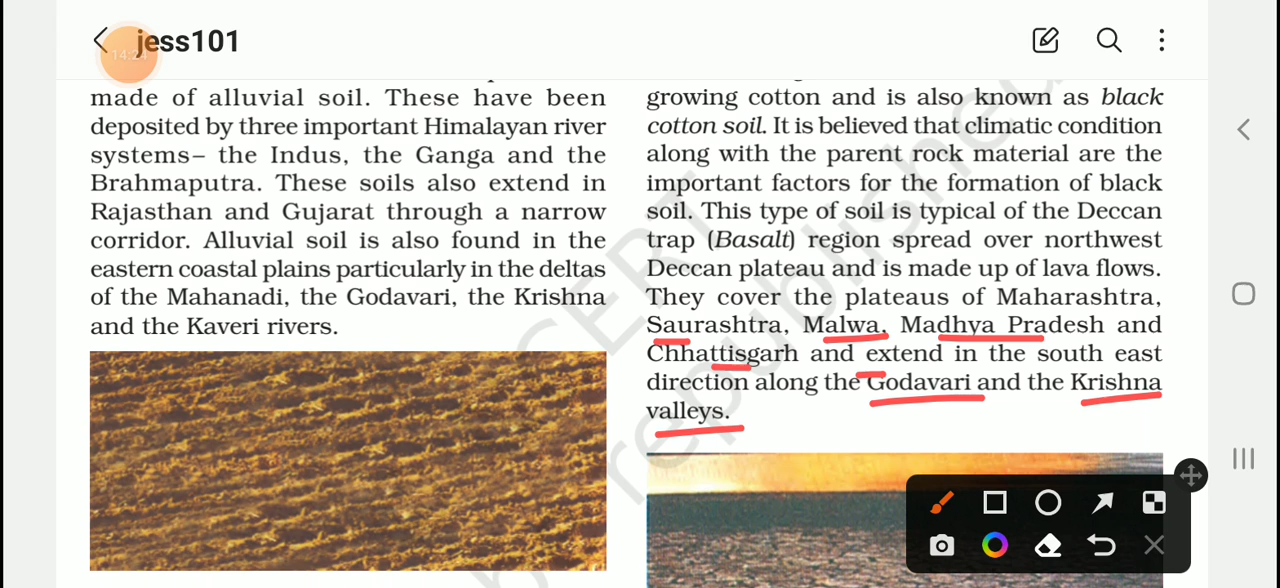 jess101
14:24
made of alluvial soil. These have been
deposited by three important Himalayan river
systems– the Indus, the Ganga and the
Brahmaputra. These soils also extend in
Rajasthan and Gujarat through a narrow
corridor. Alluvial soil is also found in the
eastern coastal plains particularly in the deltas
of the Mahanadi, the Godavari, the Krishna
and the Kaveri rivers.
growing cotton and is also known as black
cotton soil. It is believed that climatic condition
along with the parent rock material are the
important factors for the formation of black
soil. This type of soil is typical of the Deccan
trap (Basalt) region spread over northwest
Deccan plateau and is made up of lava flows.
They cover the plateaus of Maharashtra,
Saurashtra, Malwa, Madhya Pradesh and
Chhattisgarh and extend in the south east
direction along the Godavari and the Krishna
valleys.